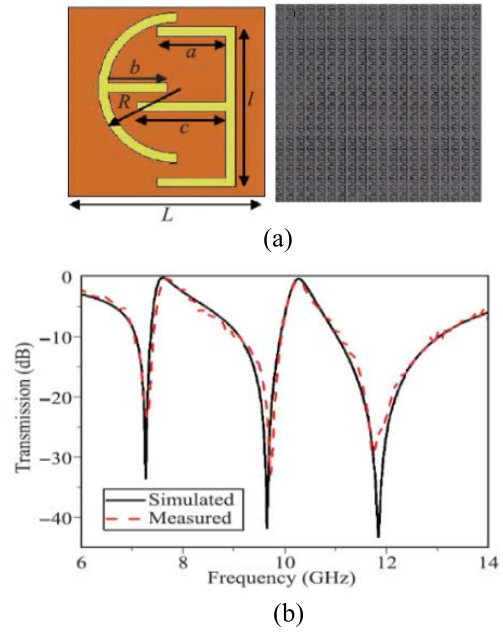 a
b
R
l
c
L
(a)
0
−10
−20
−30
−40
Transmission (dB)
Simulated
Measured
6 8 10 12 14
Frequency (GHz)
(b)